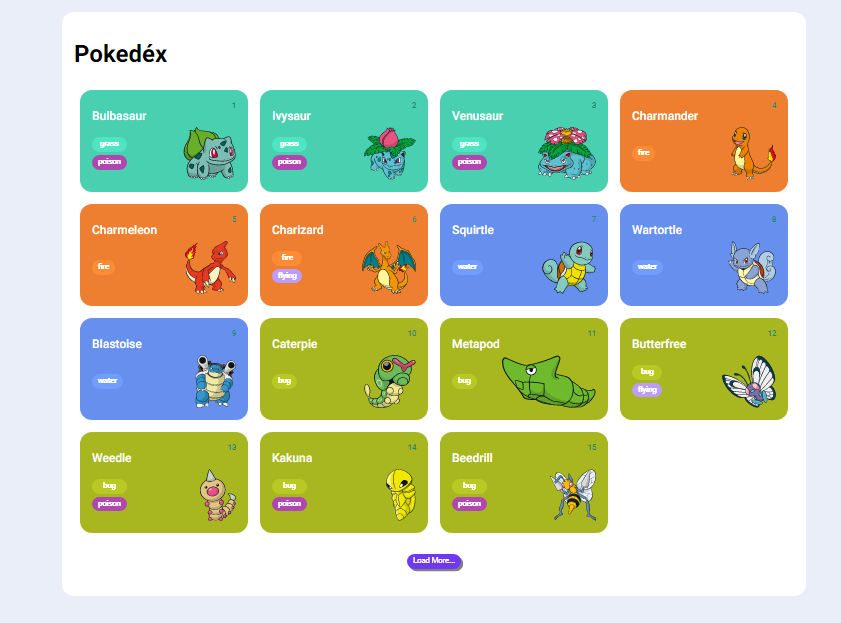 Pokedéx
1
Bulbasaur
grass
poison
2
Ivysaur
grass
poison
3
Venusaur
grass
poison
4
Charmander
fire
5
Charmeleon
fire
6
Charizard
fire
flying
7
Squirtle
water
8
Wartortle
water
9
Blastoise
water
10
Caterpie
bug
11
Metapod
bug
12
Butterfree
bug
flying
13
Weedle
bug
poison
14
Kakuna
bug
poison
15
Beedrill
bug
poison
Load More...